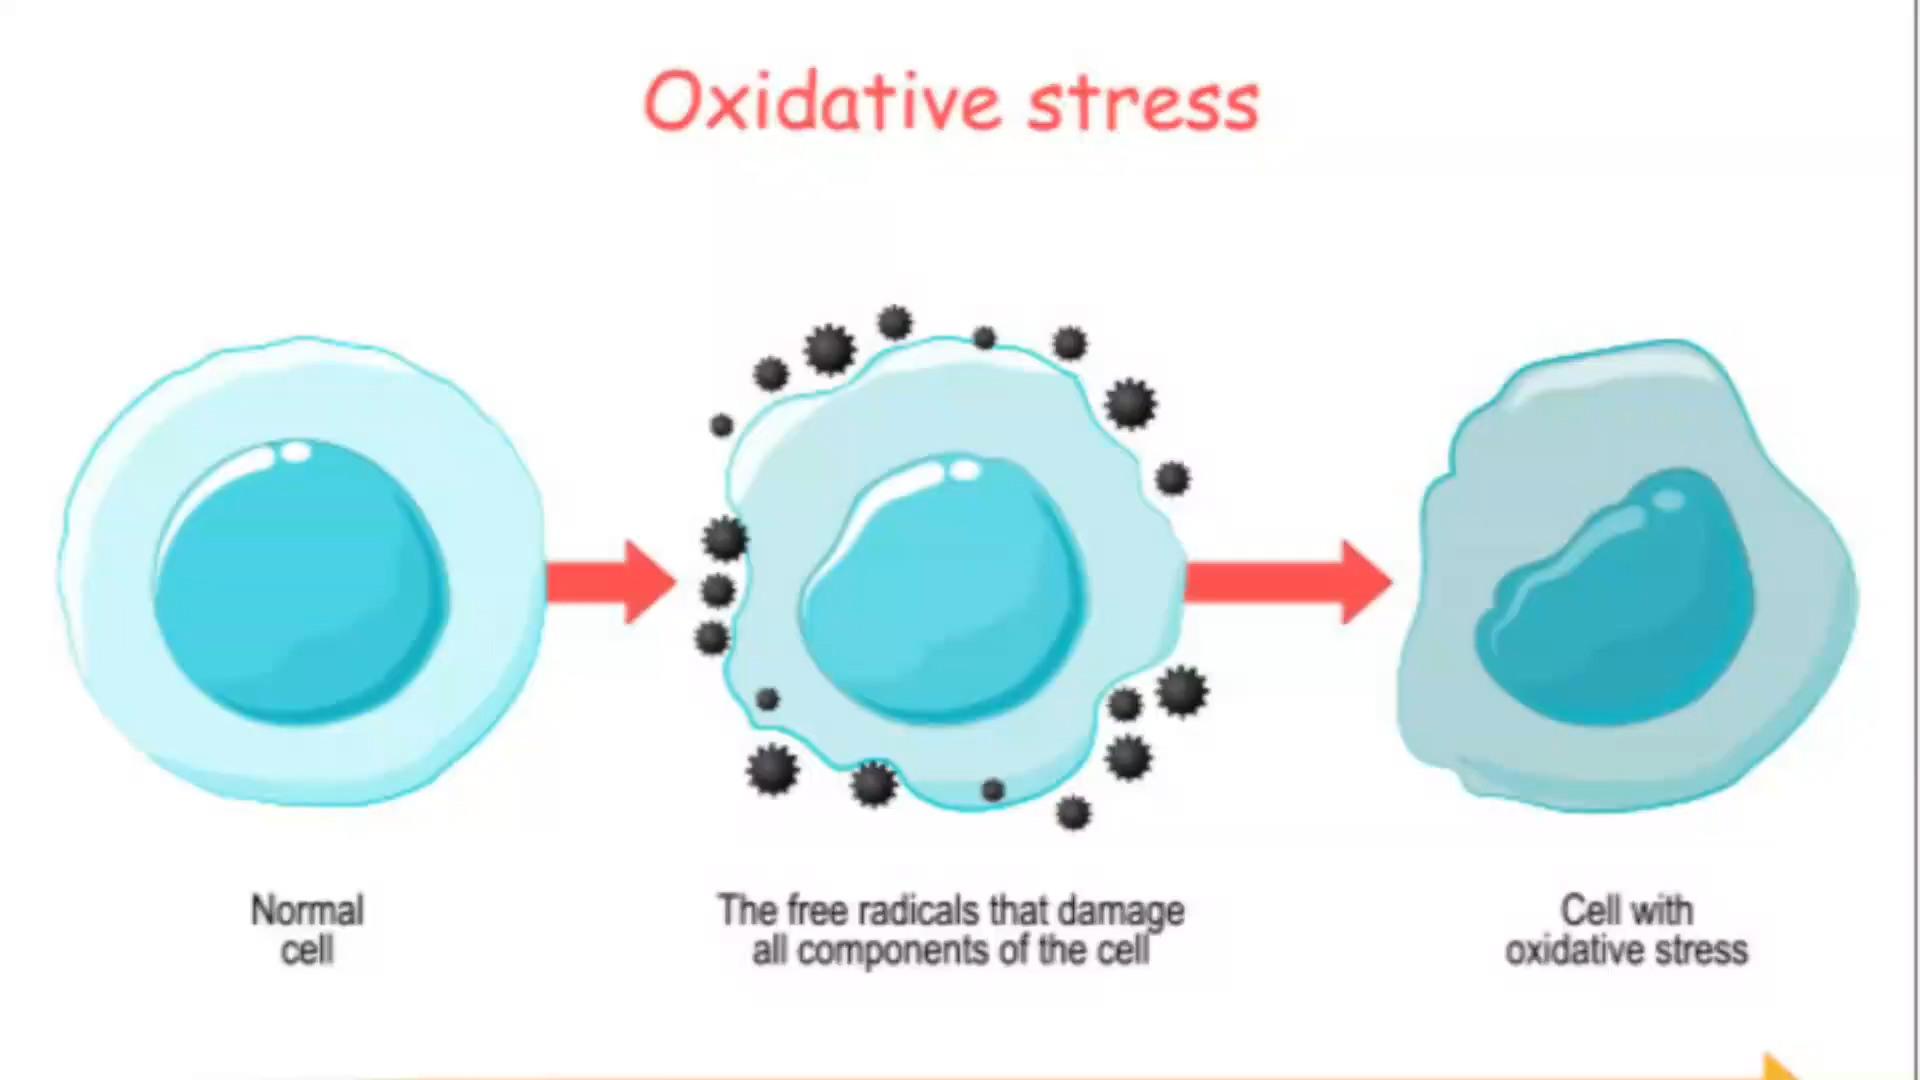 Oxidative stress
Normal
cell
The free radicals that damage
all components of the cell
Cell with
oxidative stress